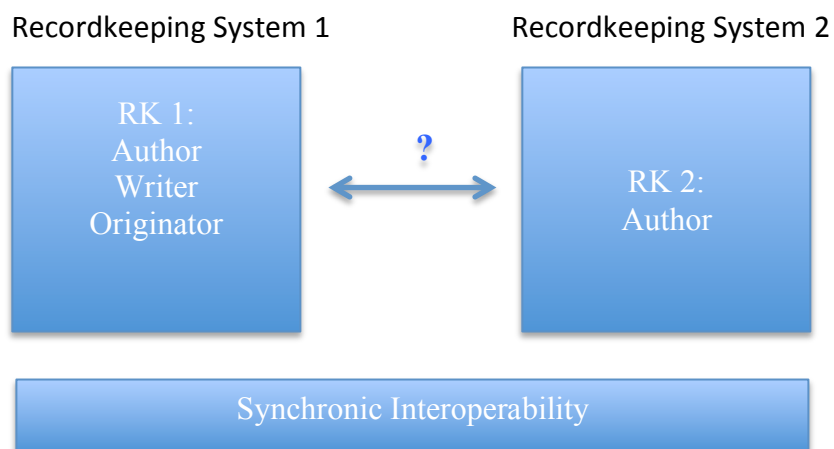 Recordkeeping System 1
Recordkeeping System 2
RK 1:
Author
Writer
Originator
?
RK 2:
Author
Synchronic Interoperability